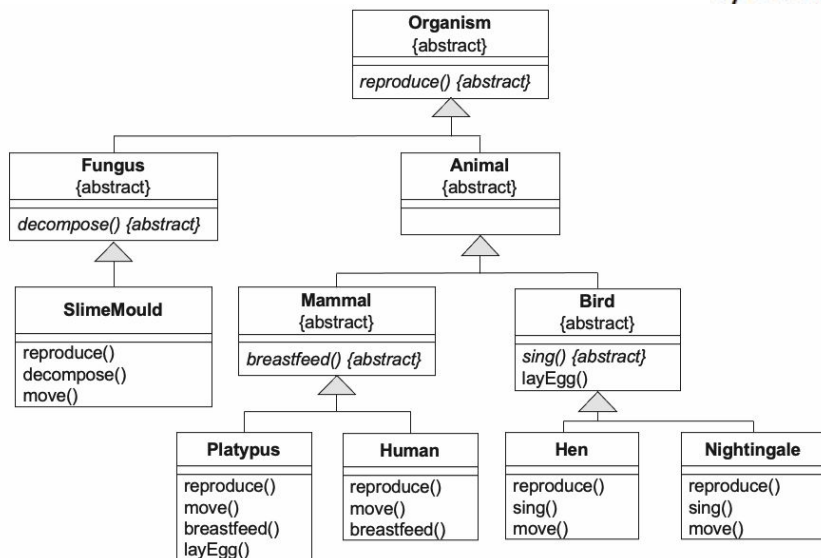 Organism
{abstract}
reproduce() {abstract}
Fungus
{abstract}
decompose() {abstract}
Animal
{abstract}
SlimeMould
reproduce()
decompose()
move()
Mammal
{abstract}
breastfeed() {abstract}
Bird
{abstract}
sing() {abstract}
layEgg()
Platypus
reproduce()
move()
breastfeed()
layEgg()
Human
reproduce()
move()
breastfeed()
Hen
reproduce()
sing()
move()
Nightingale
reproduce()
sing()
move()